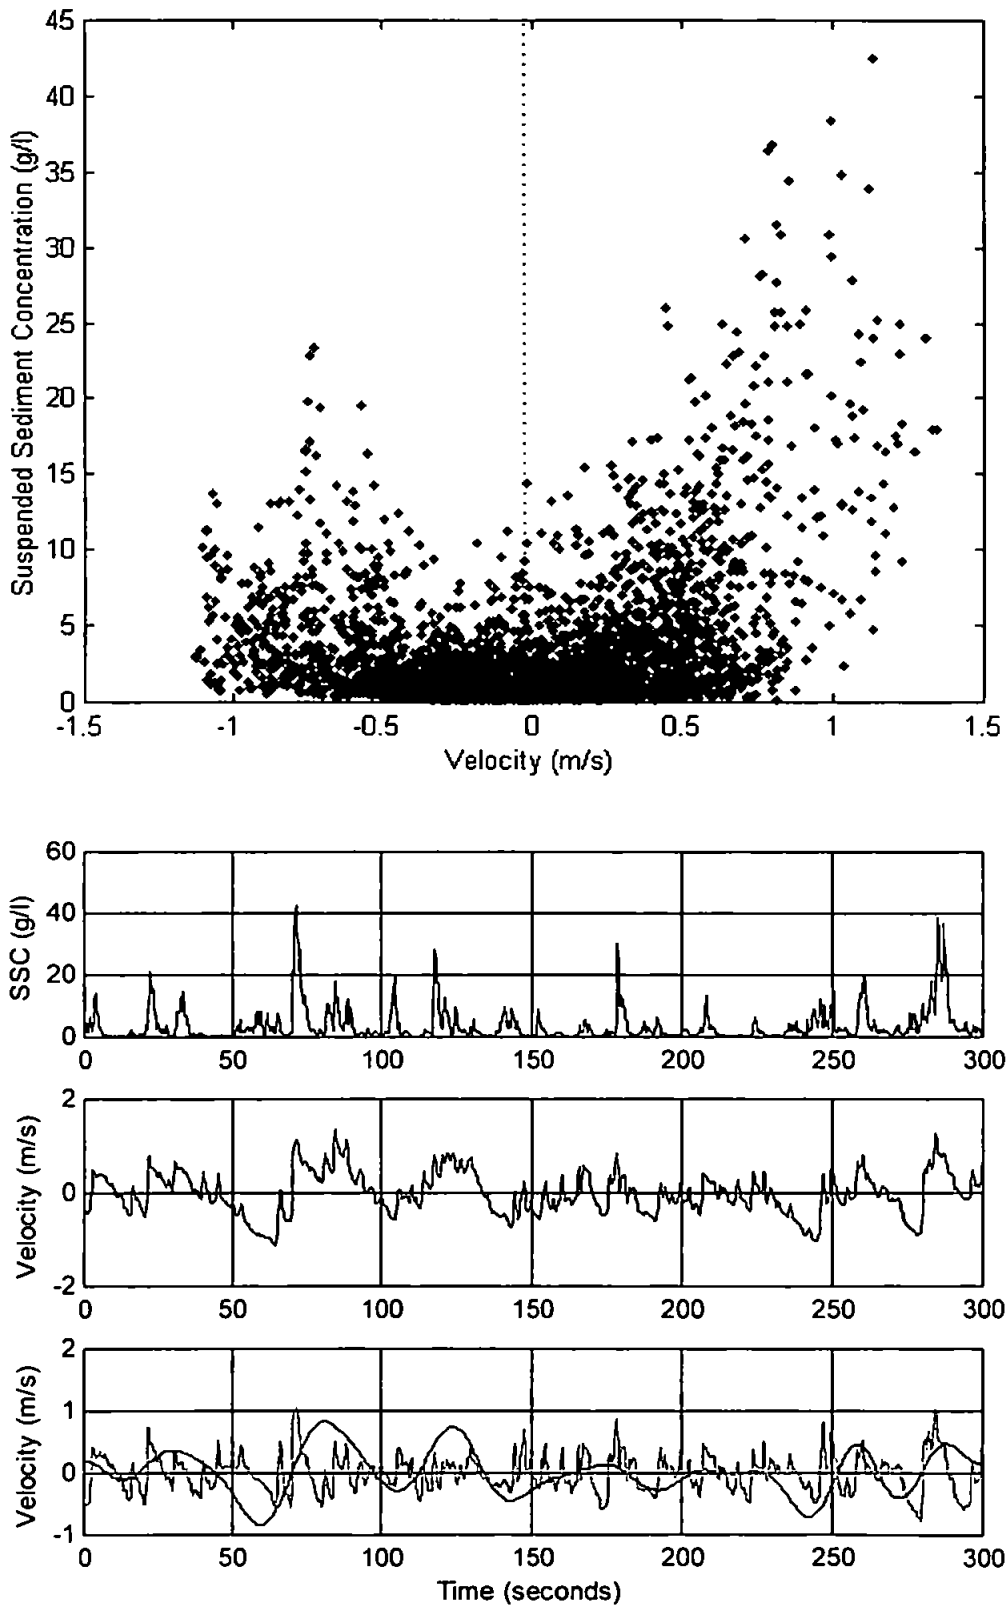 45
40
35
30
25
20
15
10
5
0
Suspended Sediment Concentration (g/l)
-1.5 -1 -0.5 0 0.5 1 1.5
Velocity (m/s)
60
40
20
0
SSC (g/l)
0 50 100 150 200 250 300
2
0
-2
Velocity (m/s)
0 50 100 150 200 250 300
2
1
0
-1
Velocity (m/s)
0 50 100 150 200 250 300
Time (seconds)